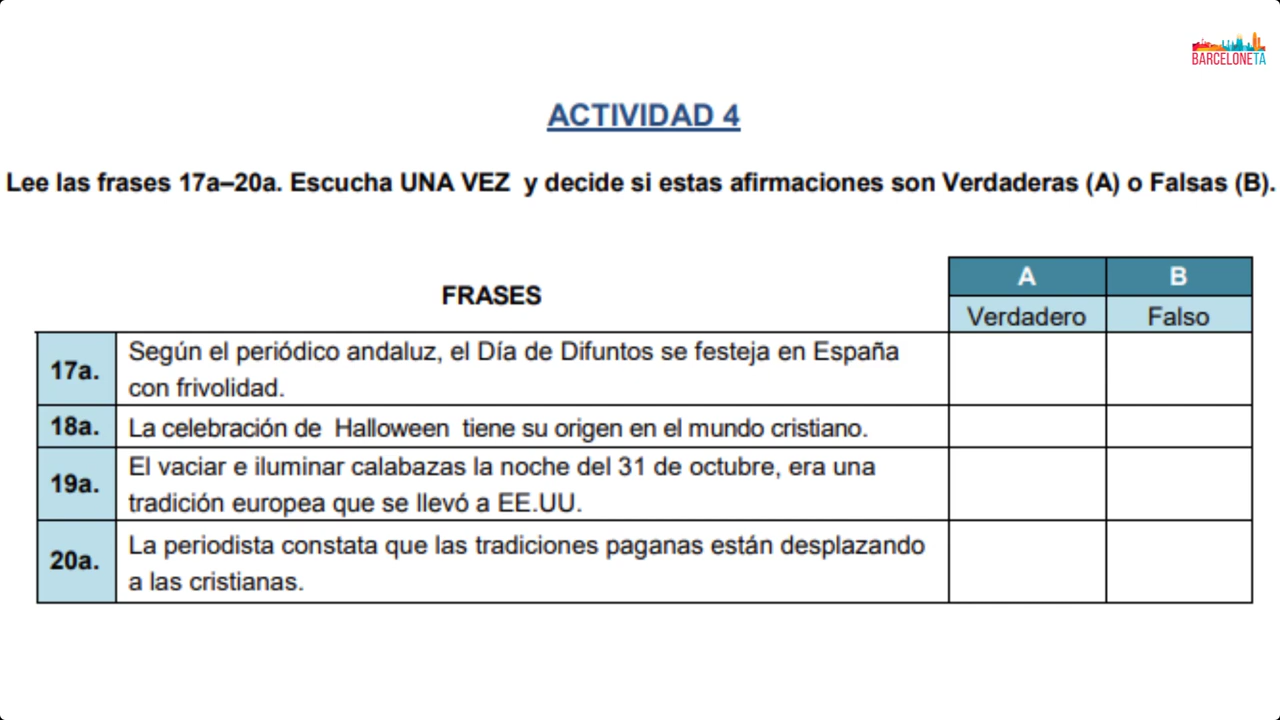 BARCELONETA
ACTIVIDAD 4
Lee las frases 17a–20a. Escucha UNA VEZ y decide si estas afirmaciones son Verdaderas (A) o Falsas (B).
FRASES
A
B
Verdadero
Falso
17a.
Según el periódico andaluz, el Día de Difuntos se festeja en España
con frivolidad.
18a.
La celebración de Halloween tiene su origen en el mundo cristiano.
19a.
El vaciar e iluminar calabazas la noche del 31 de octubre, era una
tradición europea que se llevó a EE.UU.
20a.
La periodista constata que las tradiciones paganas están desplazando
a las cristianas.